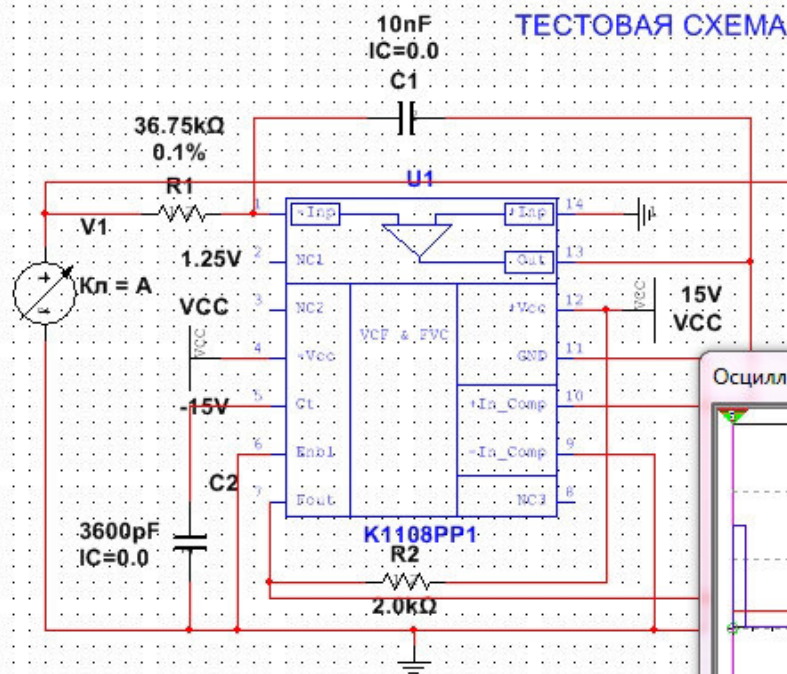 ТЕСТОВАЯ СХЕМА
10nF
IC=0.0
C1
36.75kΩ
0.1%
R1
U1
V1
1.25V
Кл = А
1
-Inp
+Inp
14
2
NC1
Out
13
VCC
3
NC2
+Vcc
12
VCC
15V
VCC
VCC
4
-Vcc
VCF & FVC
GND
11
-15V
5
Ct
+In_Comp
10
6
Enbl
-In_Comp
9
C2
7
Fout
NC3
8
3600pF
IC=0.0
K1108PP1
R2
2.0kΩ
Осцилл